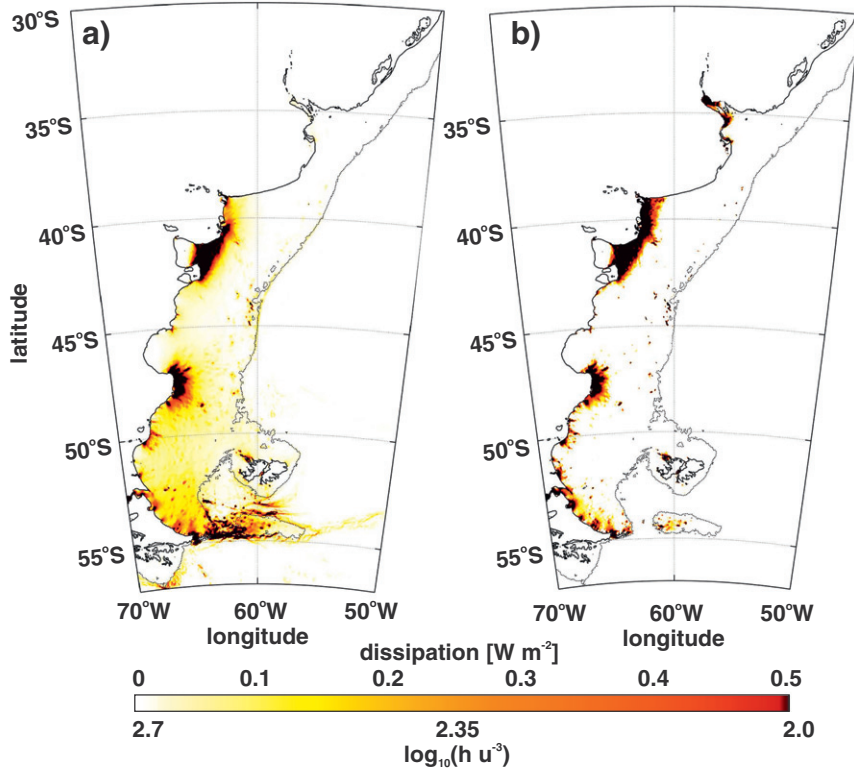 a)
b)
30°S
35°S
40°S
45°S
50°S
55°S
latitude
70°W 60°W 50°W
70°W 60°W 50°W
longitude
longitude
dissipation [W m⁻²]
0 0.1 0.2 0.3 0.4 0.5
2.7 2.35 2.0
log₁₀(h u⁻³)
35°S
40°S
45°S
50°S
55°S